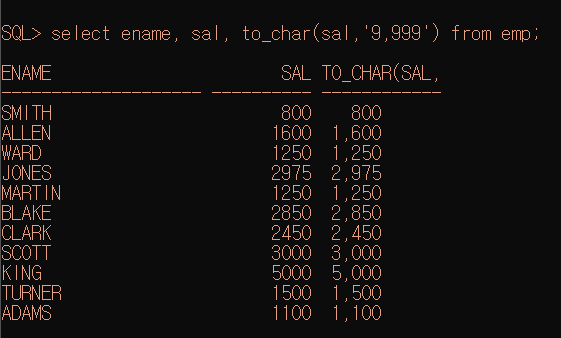 SQL> select ename, sal, to_char(sal,'9,999') from emp;
ENAME                       SAL TO_CHAR(SAL,
-------------------- ---------- ------------
SMITH                       800    800
ALLEN                      1600  1,600
WARD                       1250  1,250
JONES                      2975  2,975
MARTIN                     1250  1,250
BLAKE                      2850  2,850
CLARK                      2450  2,450
SCOTT                      3000  3,000
KING                       5000  5,000
TURNER                     1500  1,500
ADAMS                      1100  1,100